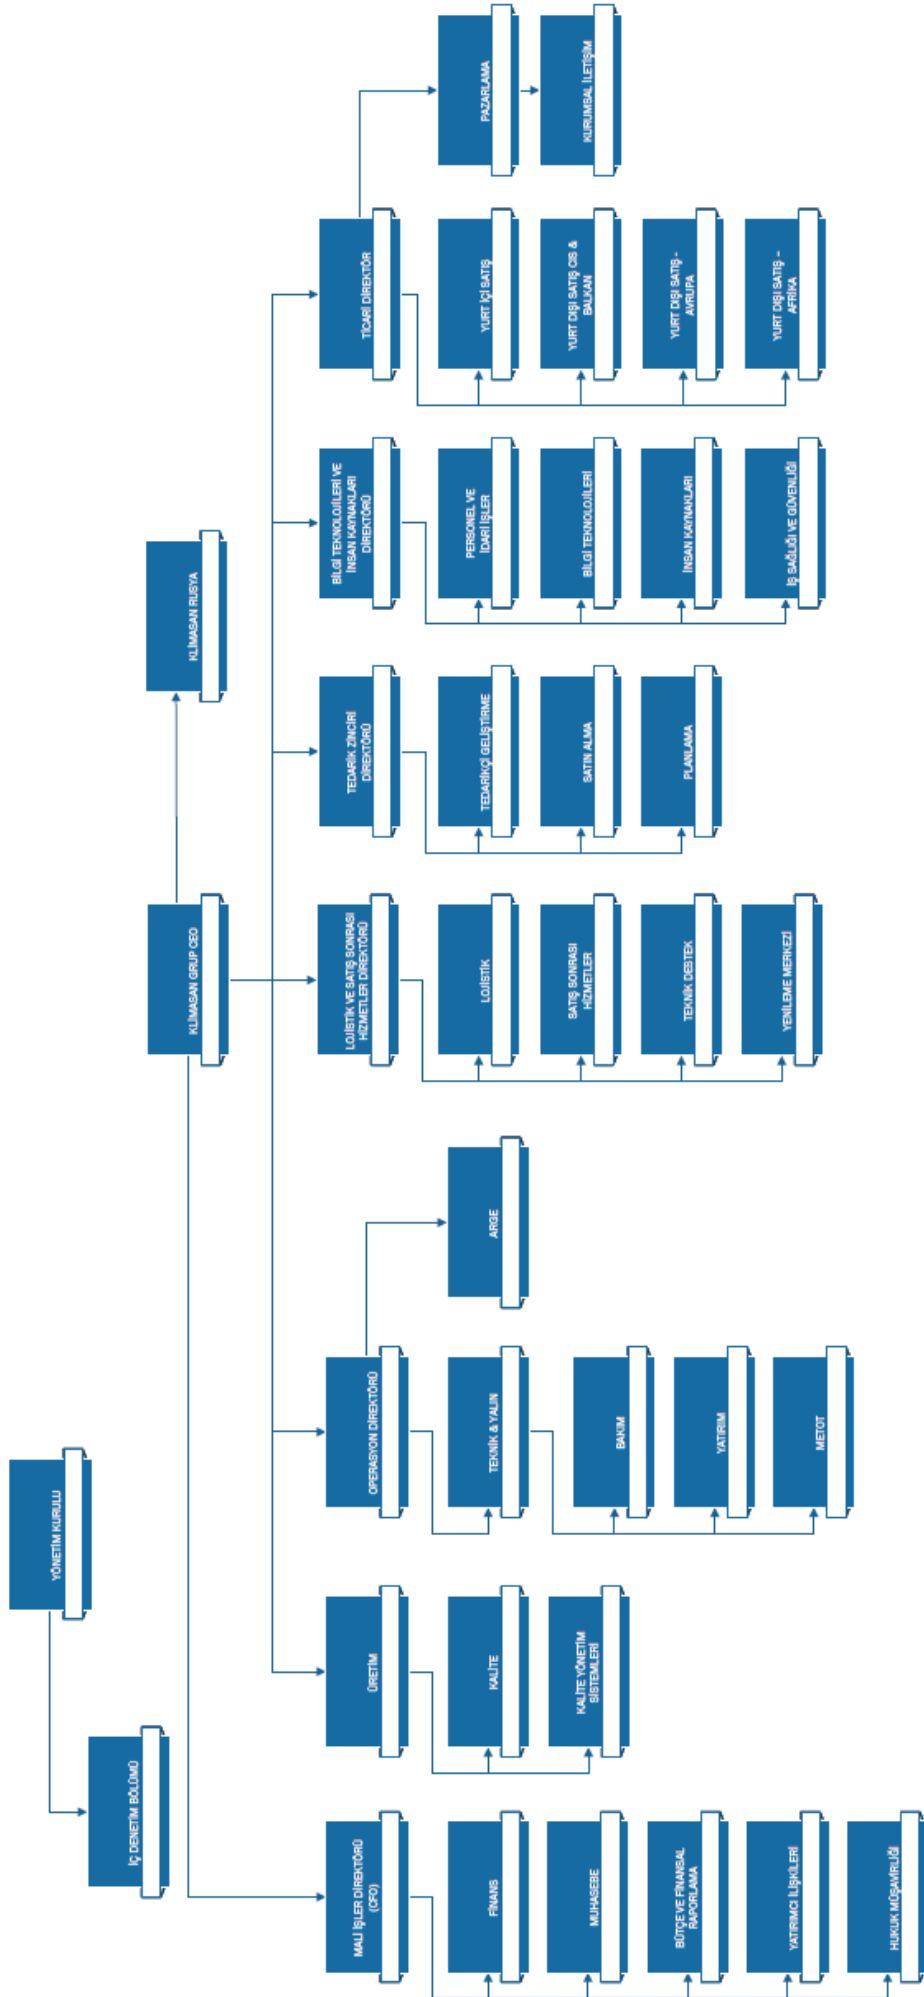 YÖNETİM KURULU
İÇ DENETİM BÖLÜMÜ
KLİMASAN GRUP CEO
KLİMASAN RUSYA
MALİ İŞLER DİREKTÖRÜ
(CFO)
FİNANS
MUHASEBE
BÜTÇE VE FİNANSAL
RAPORLAMA
YATIRIMCI İLİŞKİLERİ
HUKUK MÜŞAVİRLİĞİ
ÜRETİM
KALİTE
KALİTE YÖNETİM
SİSTEMLERİ
OPERASYON DİREKTÖRÜ
TEKNİK & YALIN
BAKIM
YATIRIM
METOT
ARGE
LOJİSTİK VE SATIŞ SONRASI
HİZMETLER DİREKTÖRÜ
LOJİSTİK
SATIŞ SONRASI
HİZMETLER
TEKNİK DESTEK
YENİLEME MERKEZİ
TEDARİK ZİNCİRİ
DİREKTÖRÜ
TEDARİKÇİ GELİŞTİRME
SATIN ALMA
PLANLAMA
BİLGİ TEKNOLOJİLERİ VE
İNSAN KAYNAKLARI
DİREKTÖRÜ
PERSONEL VE
İDARİ İŞLER
BİLGİ TEKNOLOJİLERİ
İNSAN KAYNAKLARI
İŞ SAĞLIĞI VE GÜVENLİĞİ
TİCARİ DİREKTÖR
YURT İÇİ SATIŞ
YURT DIŞI SATIŞ CIS &
BALKAN
YURT DIŞI SATIŞ -
AVRUPA
YURT DIŞI SATIŞ –
AFRİKA
PAZARLAMA
KURUMSAL İLETİŞİM